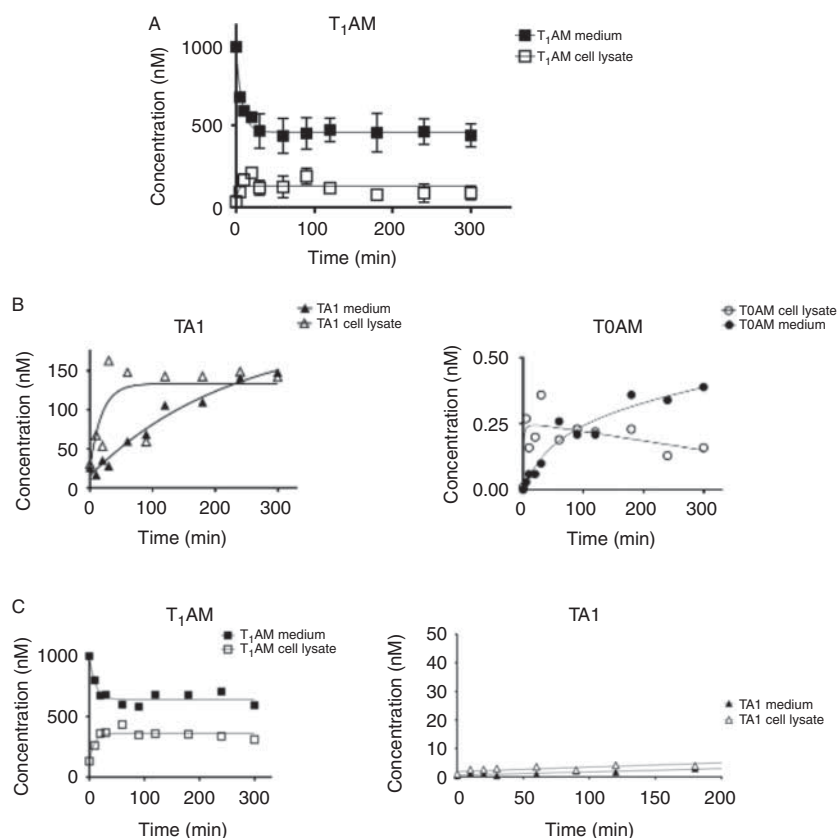 A
T₁AM
T₁AM medium
T₁AM cell lysate
Concentration (nM)
1000
500
0
0 100 200 300
Time (min)
B
TA1
TA1 medium
TA1 cell lysate
Concentration (nM)
150
100
50
0
0 100 200 300
Time (min)
T0AM
T0AM cell lysate
T0AM medium
Concentration (nM)
0.50
0.25
0.00
0 100 200 300
Time (min)
C
T₁AM
T₁AM medium
T₁AM cell lysate
Concentration (nM)
1000
500
0
0 100 200 300
Time (min)
TA1
TA1 medium
TA1 cell lysate
Concentration (nM)
50
40
30
20
10
0
0 50 100 150 200
Time (min)